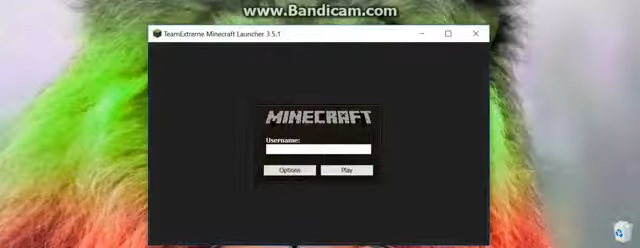 www.Bandicam.com
TeamExtreme Minecraft Launcher 3.5.1
MINECRAFT
Username:
Options Play